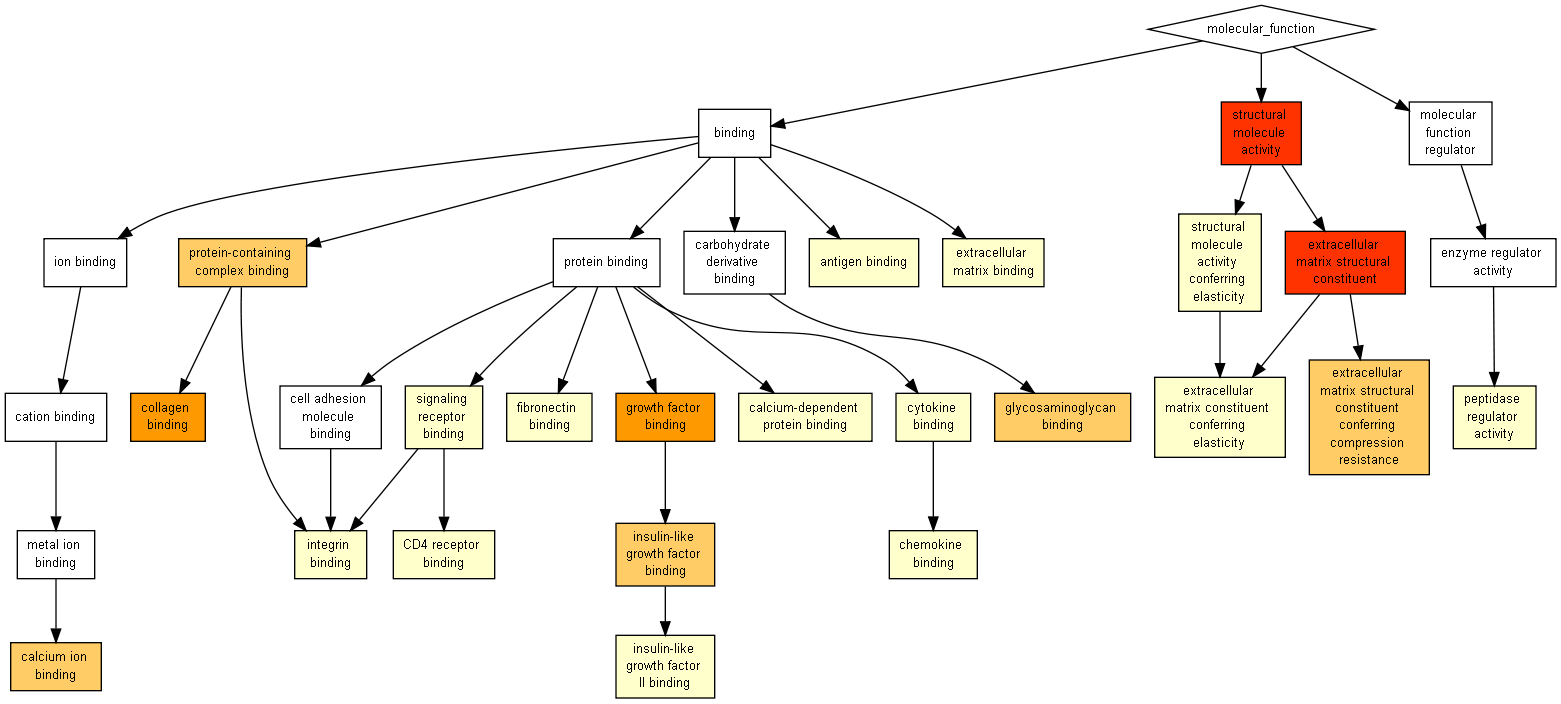 molecular_function
binding
structural
molecule
activity
molecular
function
regulator
ion binding
protein-containing
complex binding
protein binding
carbohydrate
derivative
binding
antigen binding
extracellular
matrix binding
structural
molecule
activity
conferring
elasticity
extracellular
matrix structural
constituent
enzyme regulator
activity
cation binding
collagen
binding
cell adhesion
molecule
binding
signaling
receptor
binding
fibronectin
binding
growth factor
binding
calcium-dependent
protein binding
cytokine
binding
glycosaminoglycan
binding
extracellular
matrix constituent
conferring
elasticity
extracellular
matrix structural
constituent
conferring
compression
resistance
peptidase
regulator
activity
metal ion
binding
integrin
binding
CD4 receptor
binding
insulin-like
growth factor
binding
chemokine
binding
calcium ion
binding
insulin-like
growth factor
II binding